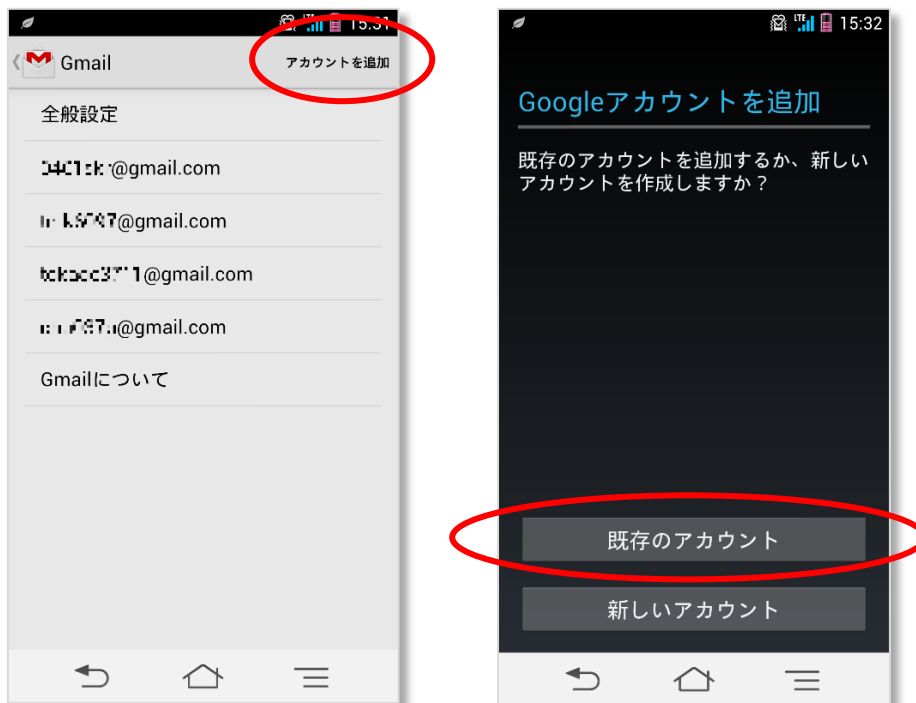 15:31
Gmail
アカウントを追加
全般設定
@gmail.com
@gmail.com
@gmail.com
@gmail.com
Gmailについて
LTE 15:32
Googleアカウントを追加
既存のアカウントを追加するか、新しい
アカウントを作成しますか？
既存のアカウント
新しいアカウント